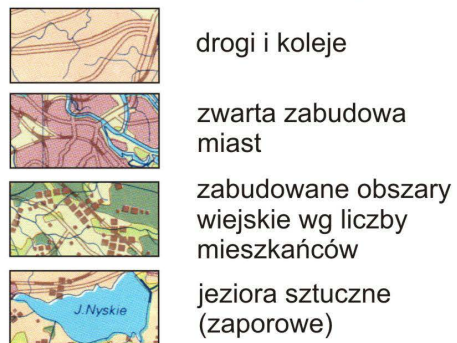 drogi i koleje
zwarta zabudowa
miast
zabudowane obszary
wiejskie wg liczby
mieszkańców
J.Nyskie
jeziora sztuczne
(zaporowe)